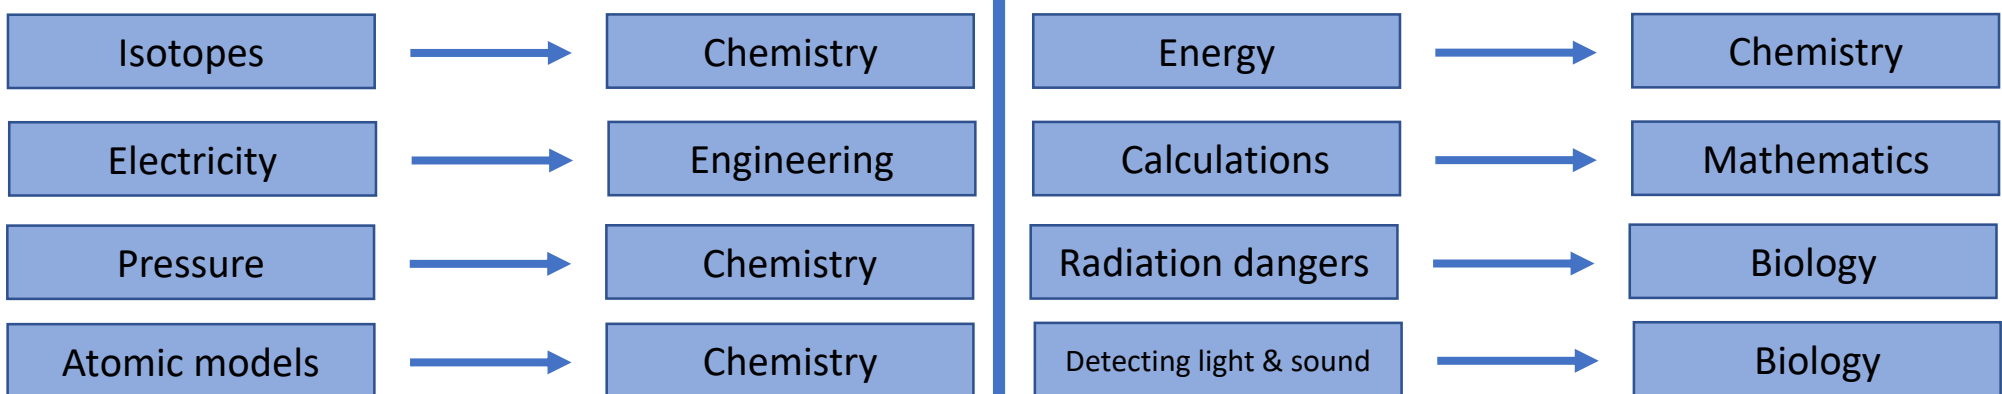 Isotopes
Chemistry
Electricity
Engineering
Pressure
Chemistry
Atomic models
Chemistry
Energy
Chemistry
Calculations
Mathematics
Radiation dangers
Biology
Detecting light & sound
Biology